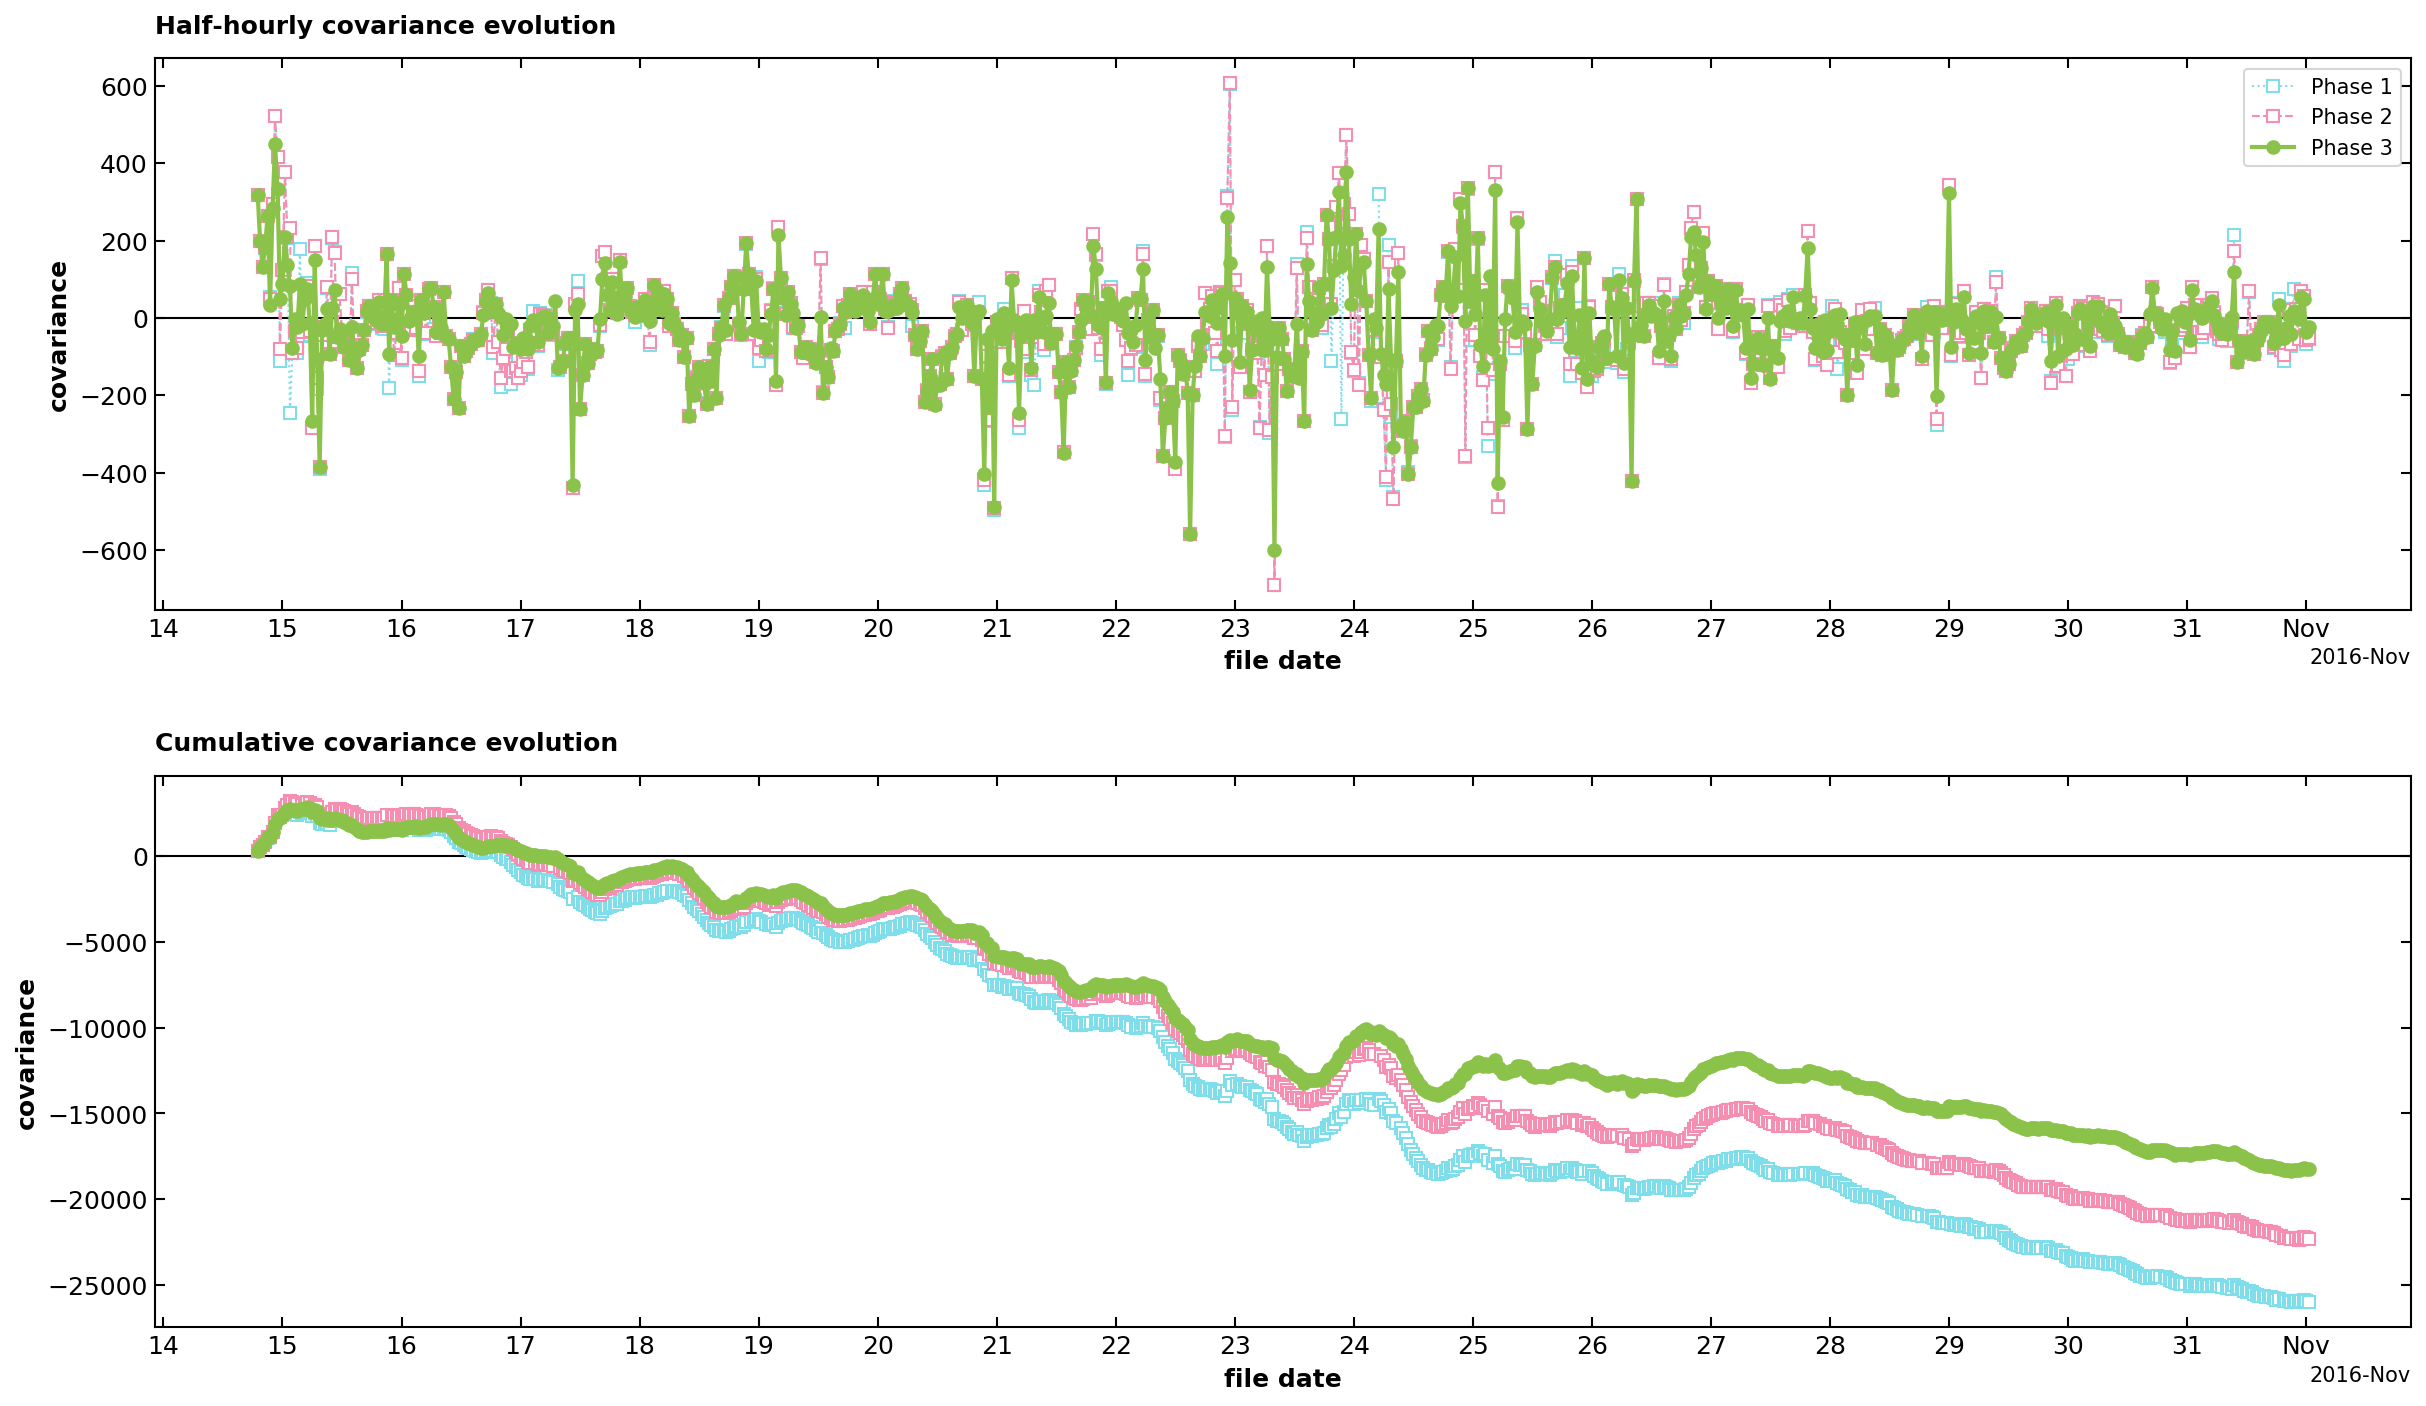 Half-hourly covariance evolution
covariance
600
400
200
0
−200
−400
−600
Phase 1
Phase 2
Phase 3
14 15 16 17 18 19 20 21 22 23 24 25 26 27 28 29 30 31 Nov
file date
2016-Nov
Cumulative covariance evolution
covariance
0
−5000
−10000
−15000
−20000
−25000
14 15 16 17 18 19 20 21 22 23 24 25 26 27 28 29 30 31 Nov
file date
2016-Nov